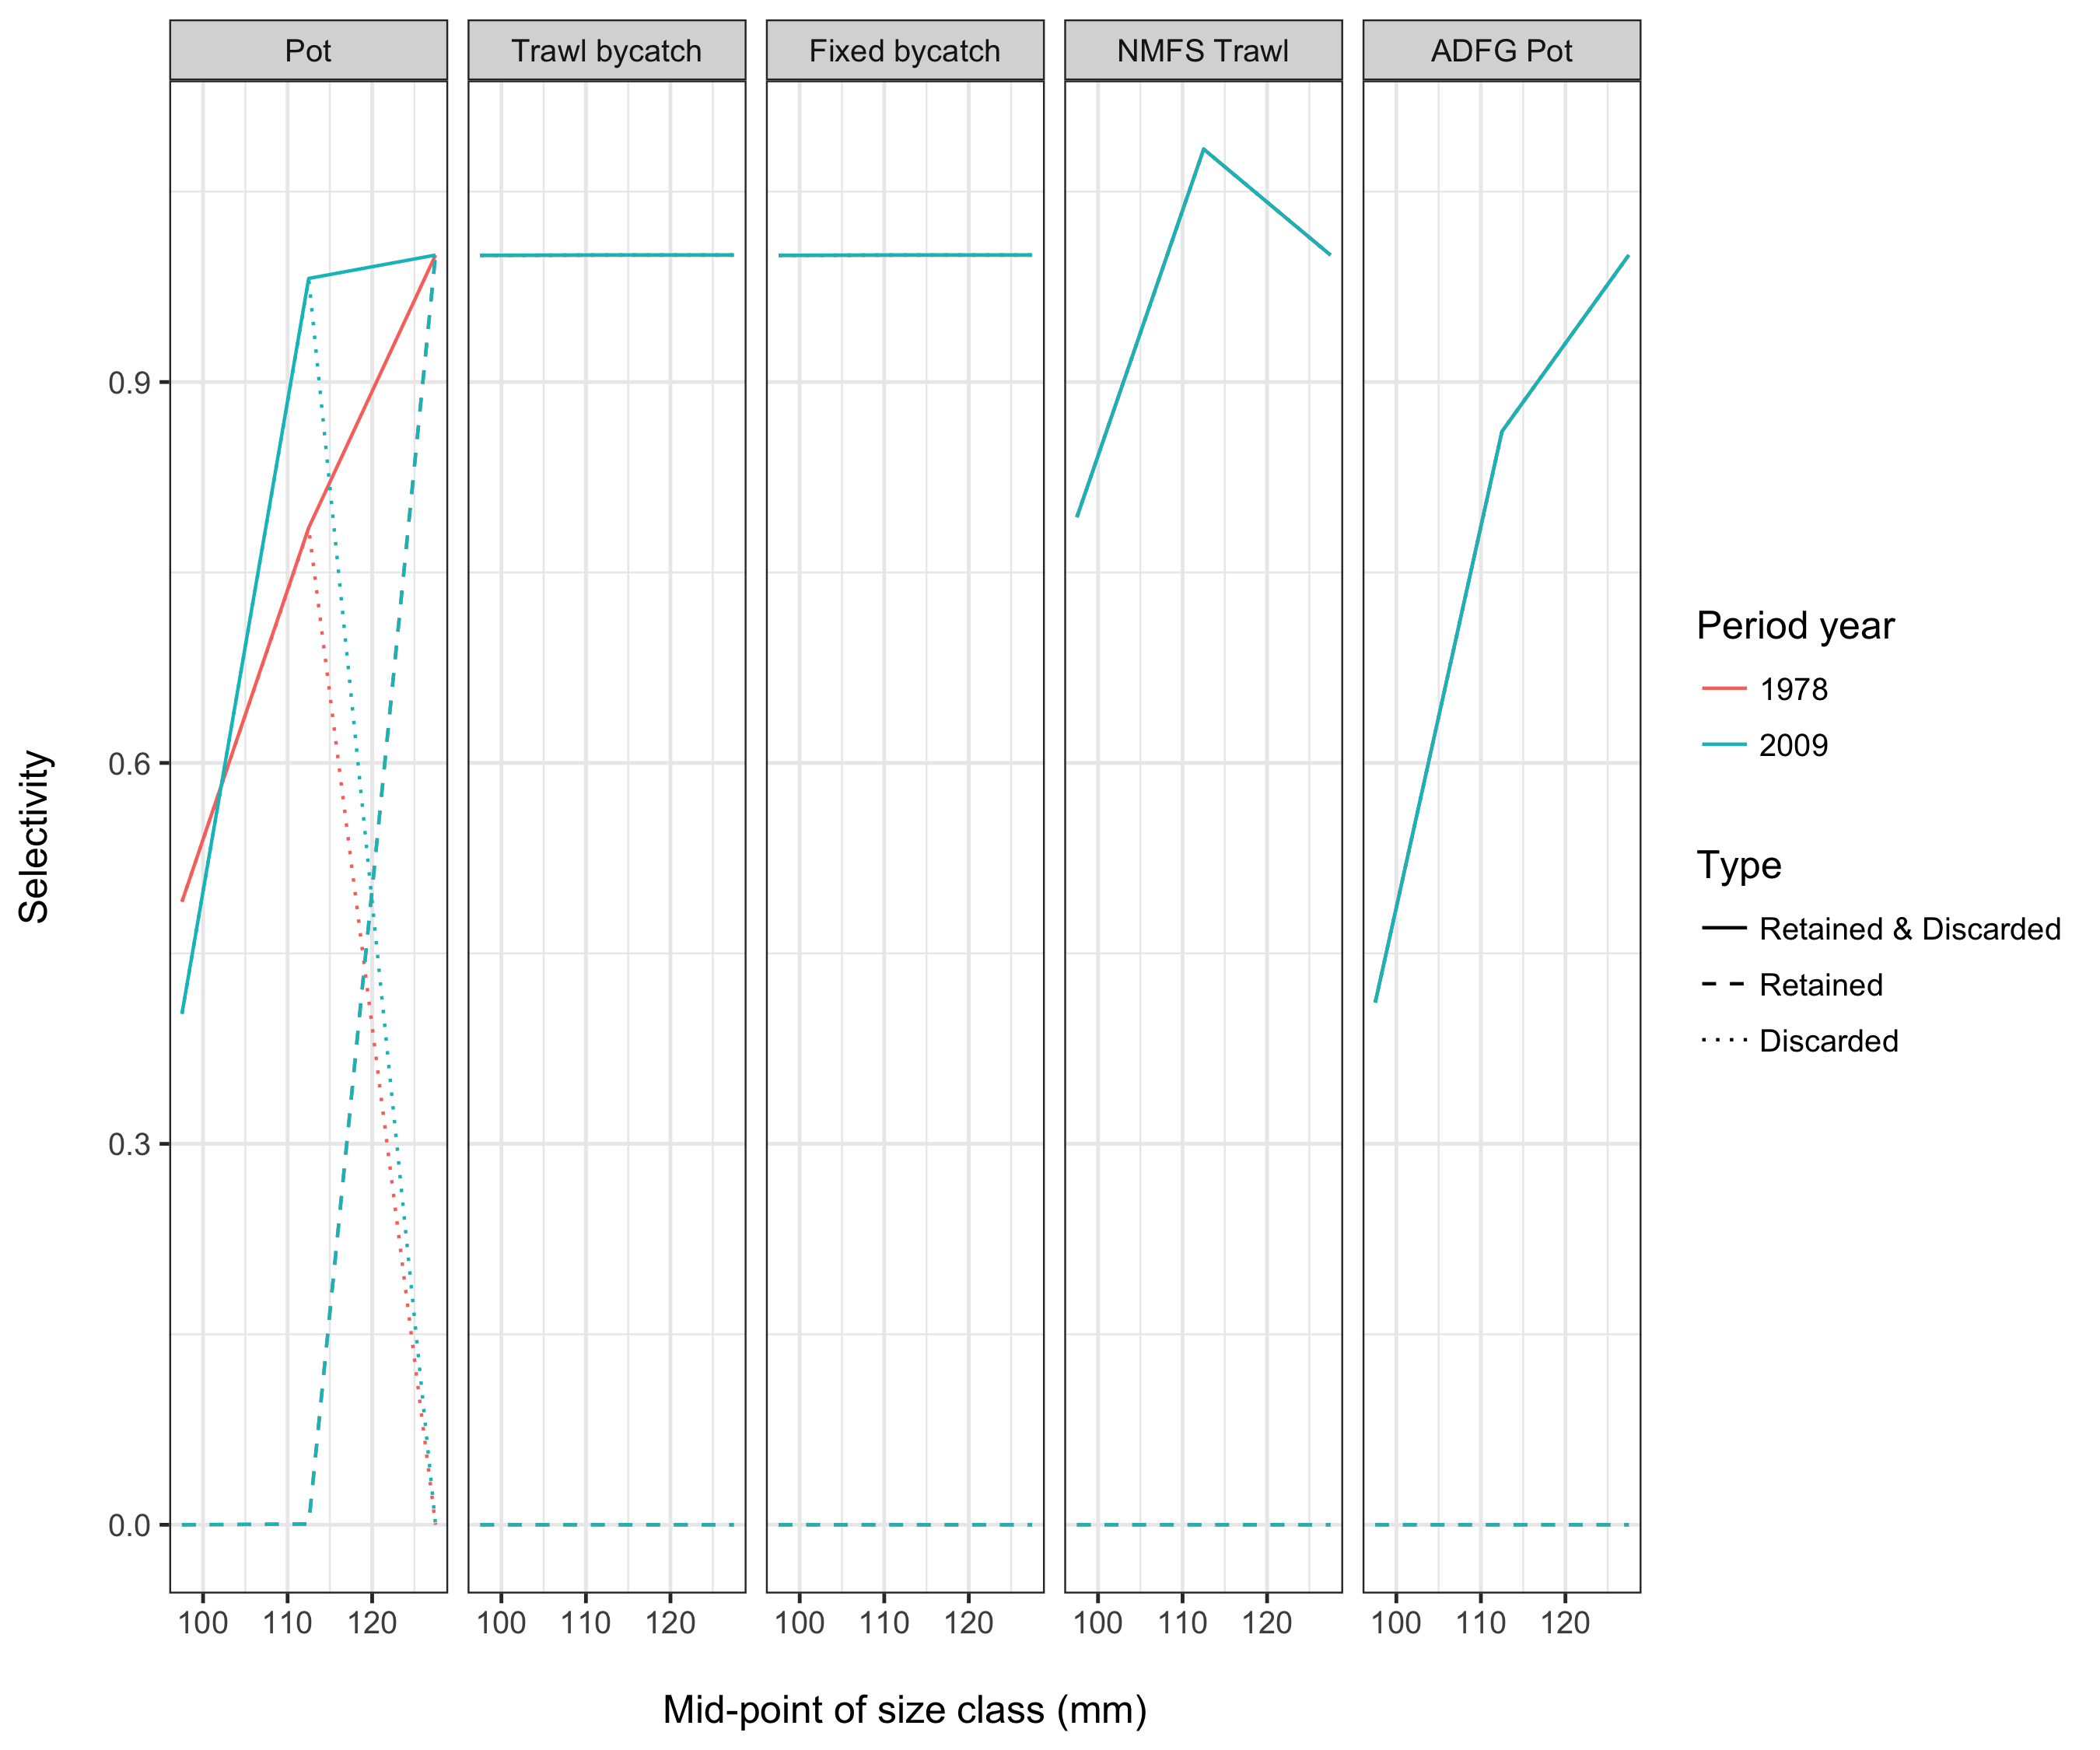 Pot Trawl bycatch Fixed bycatch NMFS Trawl ADFG Pot
0.9
0.6
0.3
0.0
Selectivity
100 110 120 100 110 120 100 110 120 100 110 120 100 110 120
Mid-point of size class (mm)
Period year
1978
2009
Type
Retained & Discarded
Retained
Discarded